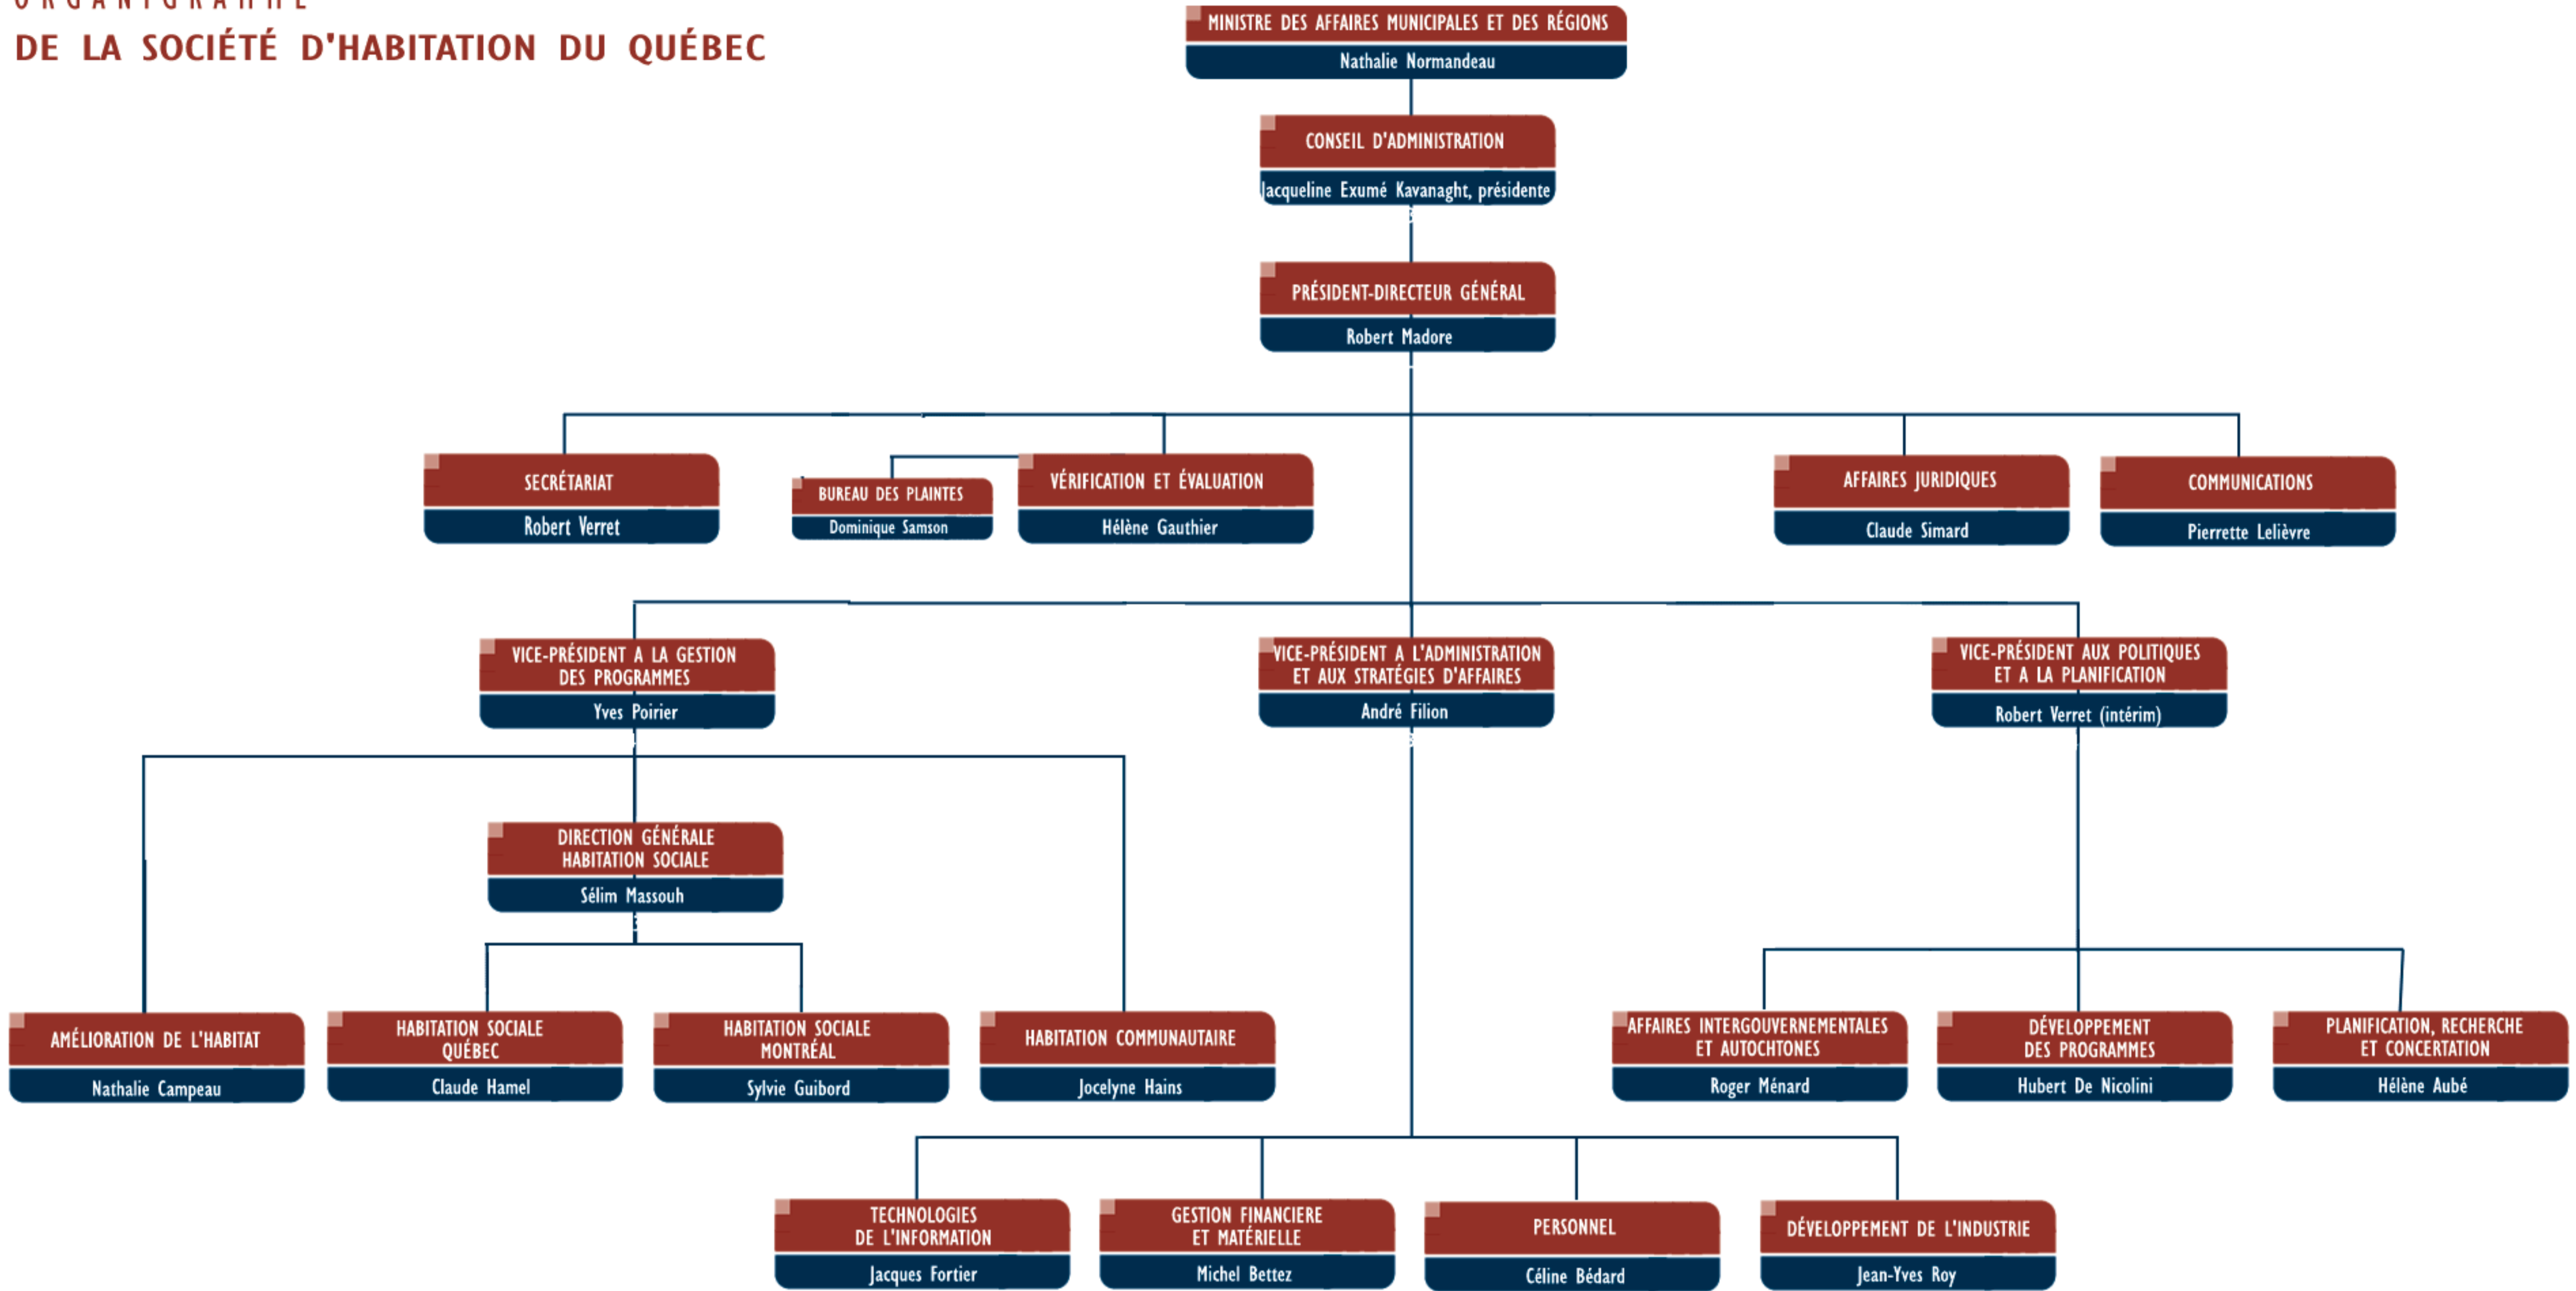 ORGANIGRAMME
DE LA SOCIÉTÉ D'HABITATION DU QUÉBEC
MINISTRE DES AFFAIRES MUNICIPALES ET DES RÉGIONS
Nathalie Normandeau
CONSEIL D'ADMINISTRATION
Jacqueline Exumé Kavanaght, présidente
PRÉSIDENT-DIRECTEUR GÉNÉRAL
Robert Madore
SECRÉTARIAT
Robert Verret
BUREAU DES PLAINTES
Dominique Samson
VÉRIFICATION ET ÉVALUATION
Hélène Gauthier
AFFAIRES JURIDIQUES
Claude Simard
COMMUNICATIONS
Pierrette Lelièvre
VICE-PRÉSIDENT A LA GESTION
DES PROGRAMMES
Yves Poirier
VICE-PRÉSIDENT A L'ADMINISTRATION
ET AUX STRATÉGIES D'AFFAIRES
André Filion
VICE-PRÉSIDENT AUX POLITIQUES
ET A LA PLANIFICATION
Robert Verret (intérim)
DIRECTION GÉNÉRALE
HABITATION SOCIALE
Sélim Massouh
AMÉLIORATION DE L'HABITAT
Nathalie Campeau
HABITATION SOCIALE
QUÉBEC
Claude Hamel
HABITATION SOCIALE
MONTRÉAL
Sylvie Guibord
HABITATION COMMUNAUTAIRE
Jocelyne Hains
AFFAIRES INTERGOUVERNEMENTALES
ET AUTOCHTONES
Roger Ménard
DÉVELOPPEMENT
DES PROGRAMMES
Hubert De Nicolini
PLANIFICATION, RECHERCHE
ET CONCERTATION
Hélène Aubé
TECHNOLOGIES
DE L'INFORMATION
Jacques Fortier
GESTION FINANCIERE
ET MATÉRIELLE
Michel Bettez
PERSONNEL
Céline Bédard
DÉVELOPPEMENT DE L'INDUSTRIE
Jean-Yves Roy